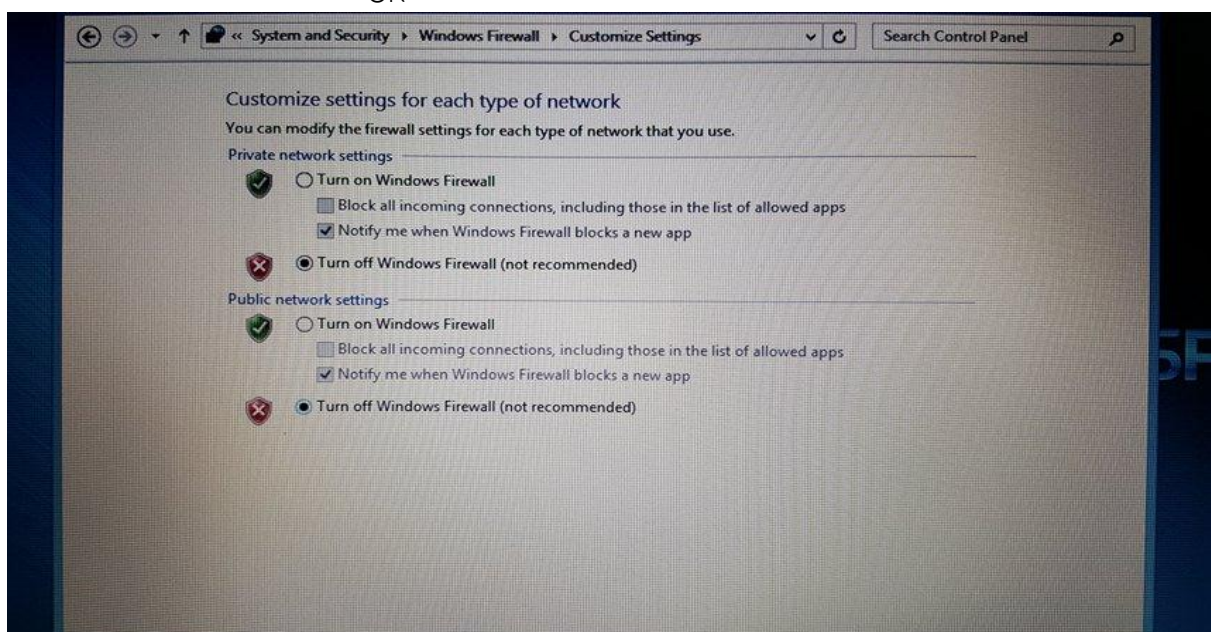 OK
« System and Security ▸ Windows Firewall ▸ Customize Settings
Search Control Panel
Customize settings for each type of network
You can modify the firewall settings for each type of network that you use.
Private network settings
Turn on Windows Firewall
Block all incoming connections, including those in the list of allowed apps
Notify me when Windows Firewall blocks a new app
Turn off Windows Firewall (not recommended)
Public network settings
Turn on Windows Firewall
Block all incoming connections, including those in the list of allowed apps
Notify me when Windows Firewall blocks a new app
Turn off Windows Firewall (not recommended)